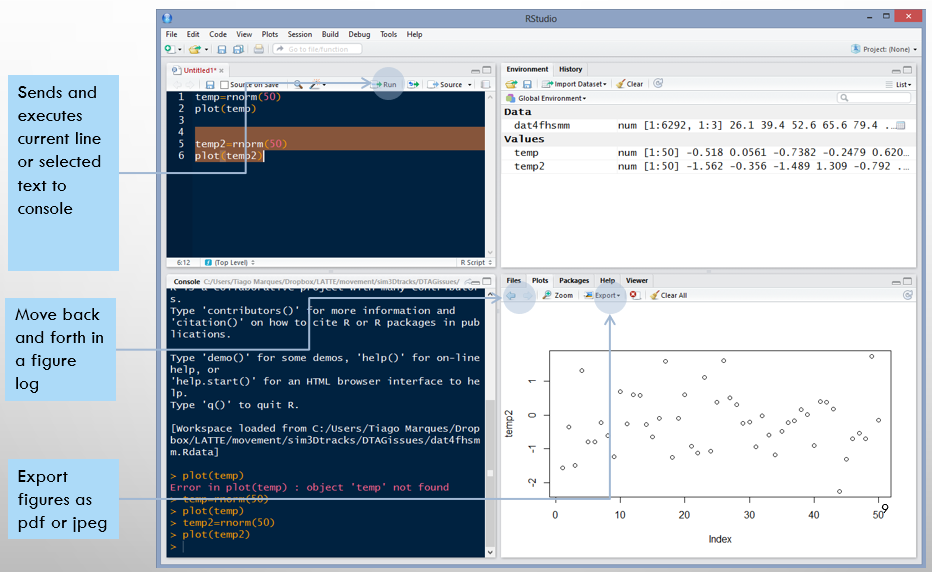 RStudio
File Edit Code View Plots Session Build Debug Tools Help
Go to file/function
Project: (None)
Sends and
executes
current line
or selected
text to
console
Untitled1*
Source on Save
Run
Source
1 temp=rnorm(50)
2 plot(temp)
3
4
5 temp2=rnorm(50)
6 plot(temp2)
6:12
(Top Level)
R Script
Environment History
Import Dataset
Clear
List
Global Environment
Data
dat4fhsmm num [1:6292, 1:3] 26.1 39.4 52.6 65.6 79.4 ...
Values
temp num [1:50] -0.518 0.0561 -0.7382 -0.2479 0.620...
temp2 num [1:50] -1.562 -0.356 -1.489 1.309 -0.792 ...
Move back
and forth in
a figure
log
Export
figures as
pdf or jpeg
Console C:/Users/Tiago Marques/Dropbox/LATTE/movement/sim3Dtracks/DTAGissues/
R is a collaborative project with many contributo
s.
Type 'contributors()' for more information and
'citation()' on how to cite R or R packages in pub
lications.
Type 'demo()' for some demos, 'help()' for on-line
help, or
'help.start()' for an HTML browser interface to he
lp.
Type 'q()' to quit R.
[Workspace loaded from C:/Users/Tiago Marques/Drop
box/LATTE/movement/sim3Dtracks/DTAGissues/dat4fhsm
m.Rdata]
> plot(temp)
Error in plot(temp) : object 'temp' not found
> temp=rnorm(50)
> plot(temp)
> temp2=rnorm(50)
> plot(temp2)
>
Files Plots Packages Help Viewer
Zoom
Export
Clear All
temp2
1
0
-1
-2
0 10 20 30 40 50
Index
9